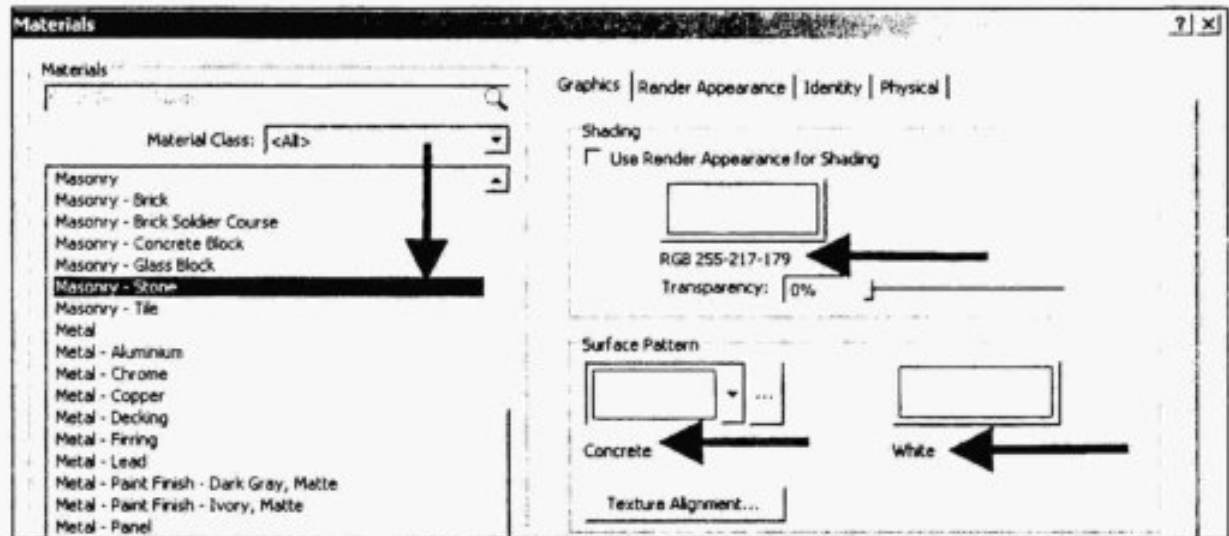 Materials
? X
Materials
Material Class: <All>
Masonry
Masonry - Brick
Masonry - Brick Soldier Course
Masonry - Concrete Block
Masonry - Glass Block
Masonry - Stone
Masonry - Tile
Metal
Metal - Aluminium
Metal - Chrome
Metal - Copper
Metal - Decking
Metal - Firring
Metal - Lead
Metal - Paint Finish - Dark Gray, Matte
Metal - Paint Finish - Ivory, Matte
Metal - Panel
Graphics | Render Appearance | Identity | Physical |
Shading
Use Render Appearance for Shading
RGB 255-217-179
Transparency: 0%
Surface Pattern
...
Concrete
White
Texture Alignment...